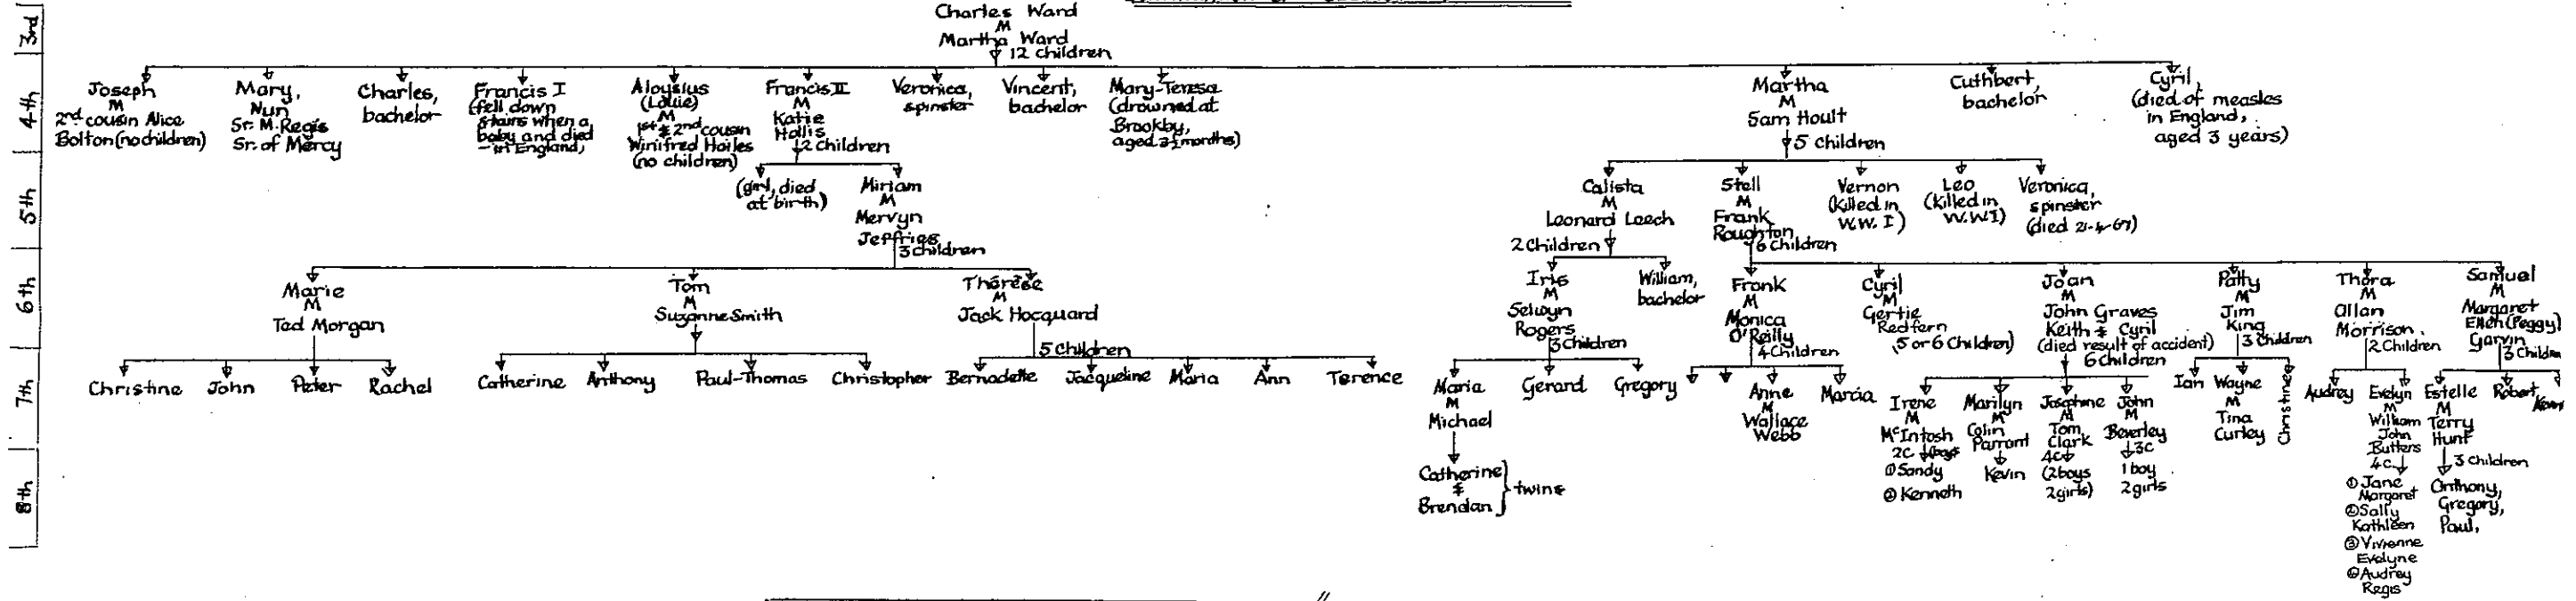 3rd
Charles Ward
M
Martha Ward
12 children
4th
Joseph
M
2nd cousin Alice
Bolton (no children)
Mary,
Nun
Sr. M. Regis
Sr. of Mercy
Charles,
bachelor
Francis I
(fell down
stairs when a
baby and died
in England,
Aloysius
(Louie)
M
1st & 2nd cousin
Winifred Hailes
(no children)
Francis II
M
Katie
Hollis
2 children
Veronica,
spinster
Vincent,
bachelor
Mary-Teresa
(drowned at
Brookby,
aged months)
Martha
M
Sam Hoult
5 children
Cuthbert,
bachelor
Cyril,
(died of measles
in England,
aged 3 years)
5th
(girl, died
at birth)
Miriam
M
Mervyn
Jeffries
3 children
Calista
M
Leonard Leech
2 Children
Stell
M
Frank
Roughton
6 Children
Vernon
(Killed in
W.W. I)
Leo
(killed in
W.W.I)
Veronica,
spinster
(died 21-4-67)
6th
Marie
M
Ted Morgan
Tom
M
Suzanne Smith
Thérèse
M
Jack Hocquard
5 Children
Iris
M
Selwyn
Rogers
3 Children
William,
bachelor
Frank
M
Monica
O'Reilly
4 Children
Cyril
M
Gertie
Redfern
5 or 6 Children)
Joan
M
John Graves
Keith & Cyril
(died result of accident)
6 Children
Patty
M
Jim
King
3 Children
Thora
M
Allan
Morrison.
2 Children
Samuel
M
Margaret
Ellen (Peggy)
Garvin
3 Childre
7th
Christine
John
Peter
Rachel
Catherine
Anthony
Paul-Thomas
Christopher
Bernadette
Jacqueline
Maria
Ann
Terence
Maria
M
Michael
Gerard
Gregory
Anne
M
Wallace
Webb
Marcia
Irene
M
McIntosh
2C (boys
① Sandy
② Kenneth
Marilyn
M
Colin
Parrant
Kevin
Josephine
M
Tom
Clark
4c
(2 boys
2 girls)
John
M
Beverley
3c
1 boy
2 girls
Ian
Wayne
M
Tina
Curley
Christine
Audrey
Evelyn
M
William
John
Butters
4c.
① Jane
Margaret
② Sally
Kathleen
③ Vivienne
Evelyne
④ Audrey
Regis
Estelle
M
Terry
Hunt
3 children
Anthony,
Gregory,
Paul,
Robert
8th
Catherine
&
Brendan
twins